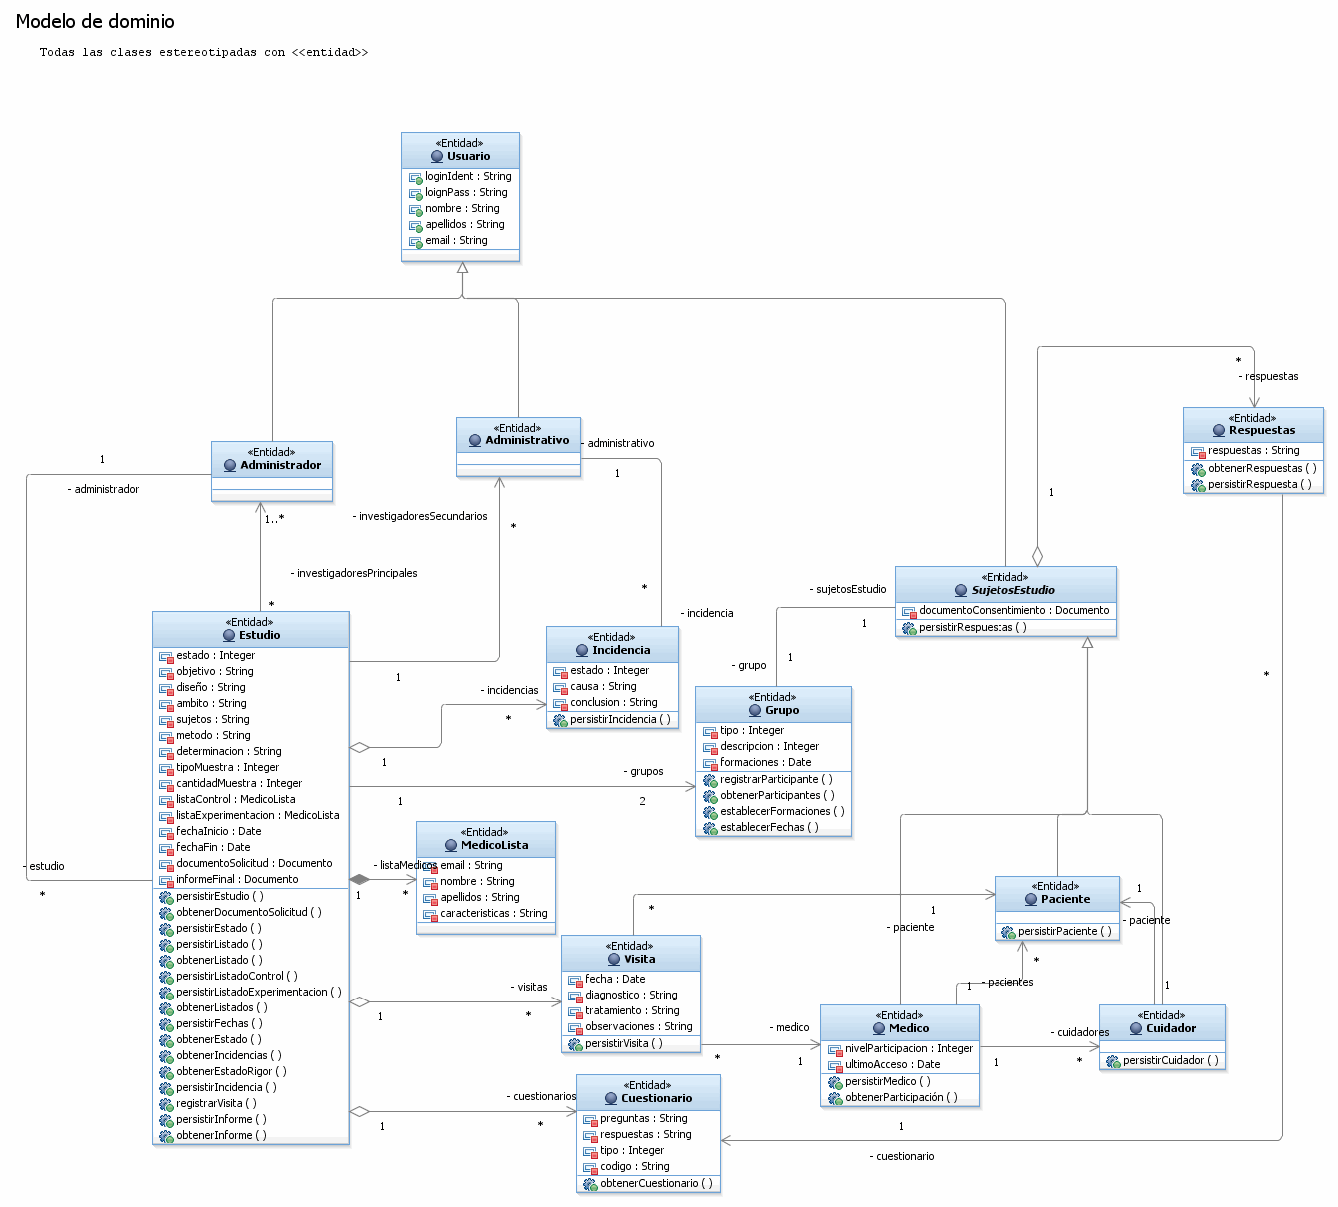 Modelo de dominio
Todas las clases estereotipadas con <<entidad>>
«Entidad»
Usuario
loginIdent : String
loignPass : String
nombre : String
apellidos : String
email : String
«Entidad»
Administrador
1
- administrador
1..*
- investigadoresPrincipales
*
«Entidad»
Administrativo
- administrativo
1
- investigadoresSecundarios
*
*
- incidencia
*
- respuestas
1
«Entidad»
Respuestas
respuestas : String
obtenerRespuestas ( )
persistirRespuesta ( )
*
«Entidad»
SujetosEstudio
documentoConsentimiento : Documento
persistirRespuestas ( )
- sujetosEstudio
1
1
- grupo
«Entidad»
Estudio
estado : Integer
objetivo : String
diseño : String
ambito : String
sujetos : String
metodo : String
determinacion : String
tipoMuestra : Integer
cantidadMuestra : Integer
listaControl : MedicoLista
listaExperimentacion : MedicoLista
fechaInicio : Date
fechaFin : Date
documentoSolicitud : Documento
informeFinal : Documento
persistirEstudio ( )
obtenerDocumentoSolicitud ( )
persistirEstado ( )
persistirListado ( )
obtenerListado ( )
persistirListadoControl ( )
persistirListadoExperimentacion ( )
obtenerListados ( )
persistirFechas ( )
obtenerEstado ( )
obtenerIncidencias ( )
obtenerEstadoRigor ( )
persistirIncidencia ( )
registrarVisita ( )
persistirInforme ( )
obtenerInforme ( )
- estudio
*
1
- incidencias
*
1
«Entidad»
Incidencia
estado : Integer
causa : String
conclusion : String
persistirIncidencia ( )
- grupos
1
2
«Entidad»
Grupo
tipo : Integer
descripcion : Integer
formaciones : Date
registrarParticipante ( )
obtenerParticipantes ( )
establecerFormaciones ( )
establecerFechas ( )
- listaMedicos
1
*
«Entidad»
MedicoLista
email : String
nombre : String
apellidos : String
caracteristicas : String
- visitas
1
*
«Entidad»
Visita
fecha : Date
diagnostico : String
tratamiento : String
observaciones : String
persistirVisita ( )
*
1
- paciente
*
- medico
1
«Entidad»
Paciente
persistirPaciente ( )
1
- paciente
1
*
1
- pacientes
«Entidad»
Medico
nivelParticipacion : Integer
ultimoAcceso : Date
persistirMedico ( )
obtenerParticipación ( )
- cuidadores
1
*
«Entidad»
Cuidador
persistirCuidador ( )
- cuestionarios
1
*
«Entidad»
Cuestionario
preguntas : String
respuestas : String
tipo : Integer
codigo : String
obtenerCuestionario ( )
1
- cuestionario